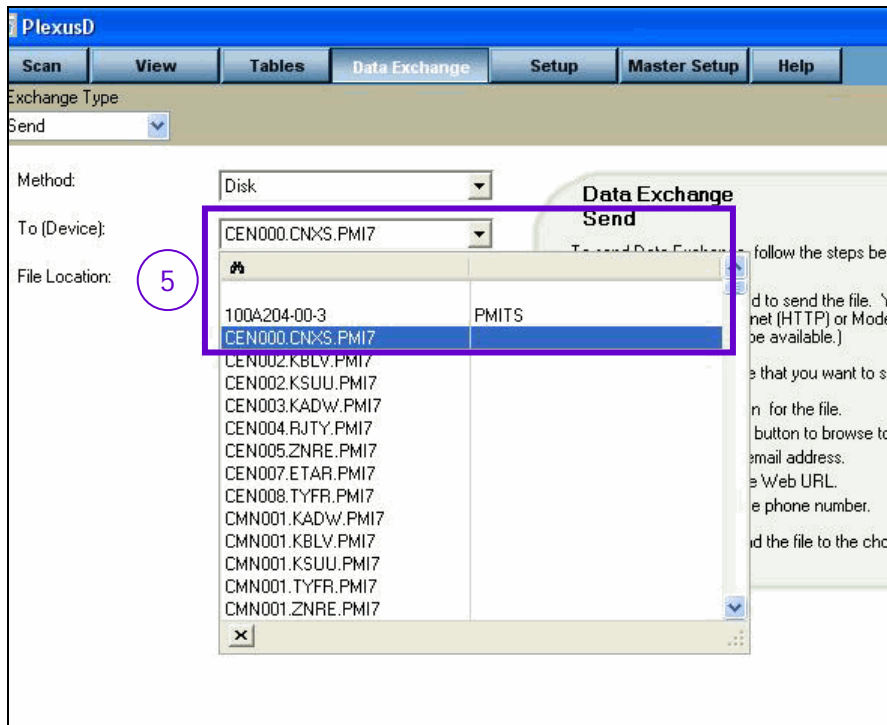 PlexusD
Scan View Tables Data Exchange Setup Master Setup Help
Exchange Type
Send
Method: Disk
To (Device): CEN000.CNXS.PMI7
File Location:
5
100A204-00-3 PMITS
CEN000.CNXS.PMI7
CEN002.KBLV.PMI7
CEN002.KSUU.PMI7
CEN003.KADW.PMI7
CEN004.RJTY.PMI7
CEN005.ZNRE.PMI7
CEN007.ETAR.PMI7
CEN008.TYFR.PMI7
CMN001.KADW.PMI7
CMN001.KBLV.PMI7
CMN001.KSUU.PMI7
CMN001.TYFR.PMI7
CMN001.ZNRE.PMI7
Data Exchange
Send
To send Data Exchange, follow the steps be
d to send the file. Y
net (HTTP) or Mode
be available.)
e that you want to s
n for the file.
button to browse to
email address.
e Web URL.
e phone number.
nd the file to the cho